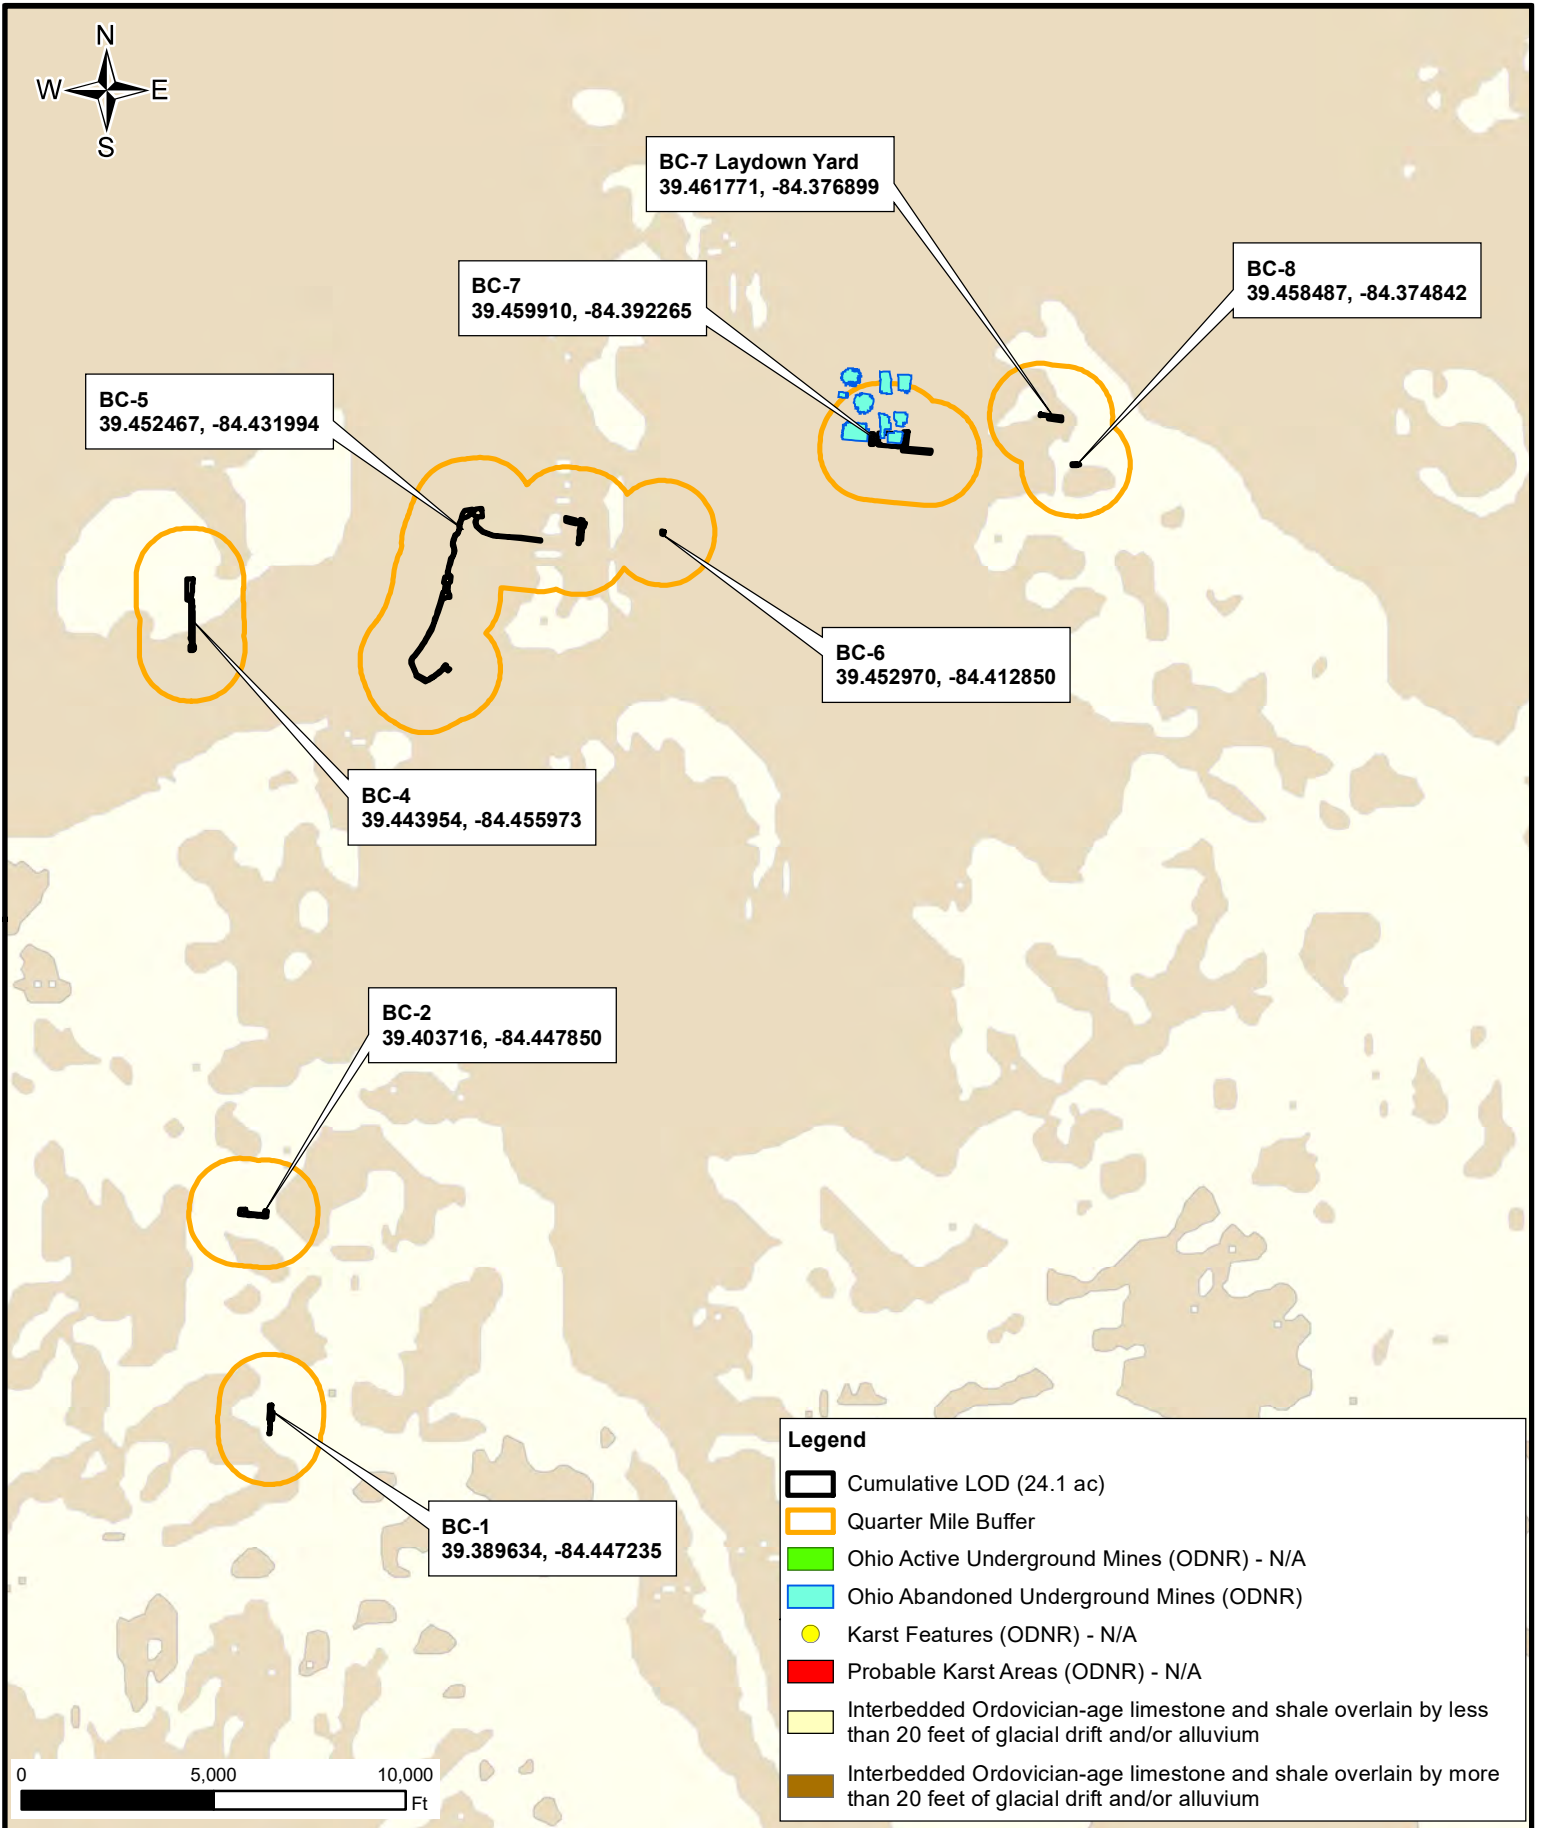 N
W E
S
BC-7 Laydown Yard
39.461771, -84.376899
BC-8
39.458487, -84.374842
BC-7
39.459910, -84.392265
BC-5
39.452467, -84.431994
BC-6
39.452970, -84.412850
BC-4
39.443954, -84.455973
BC-2
39.403716, -84.447850
BC-1
39.389634, -84.447235
Legend
Cumulative LOD (24.1 ac)
Quarter Mile Buffer
Ohio Active Underground Mines (ODNR) - N/A
Ohio Abandoned Underground Mines (ODNR)
Karst Features (ODNR) - N/A
Probable Karst Areas (ODNR) - N/A
Interbedded Ordovician-age limestone and shale overlain by less
than 20 feet of glacial drift and/or alluvium
Interbedded Ordovician-age limestone and shale overlain by more
than 20 feet of glacial drift and/or alluvium
0 5,000 10,000
Ft